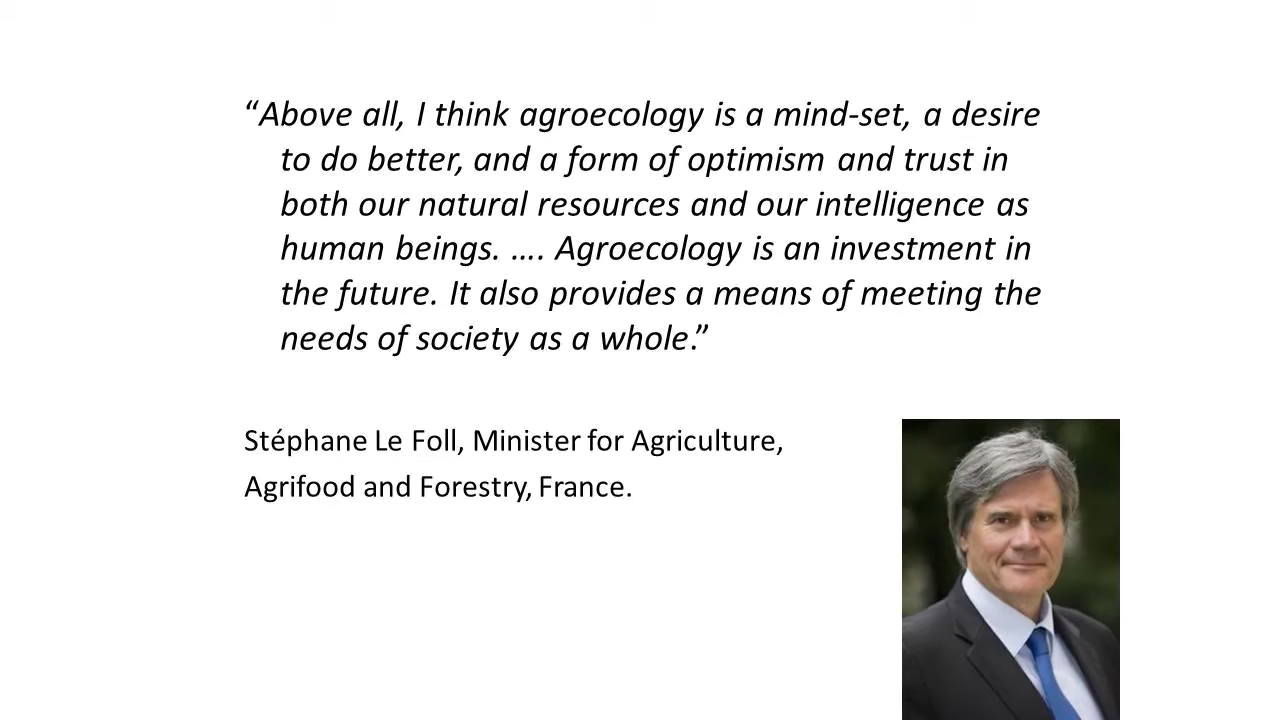 “Above all, I think agroecology is a mind-set, a desire
to do better, and a form of optimism and trust in
both our natural resources and our intelligence as
human beings. …. Agroecology is an investment in
the future. It also provides a means of meeting the
needs of society as a whole.”
Stéphane Le Foll, Minister for Agriculture,
Agrifood and Forestry, France.